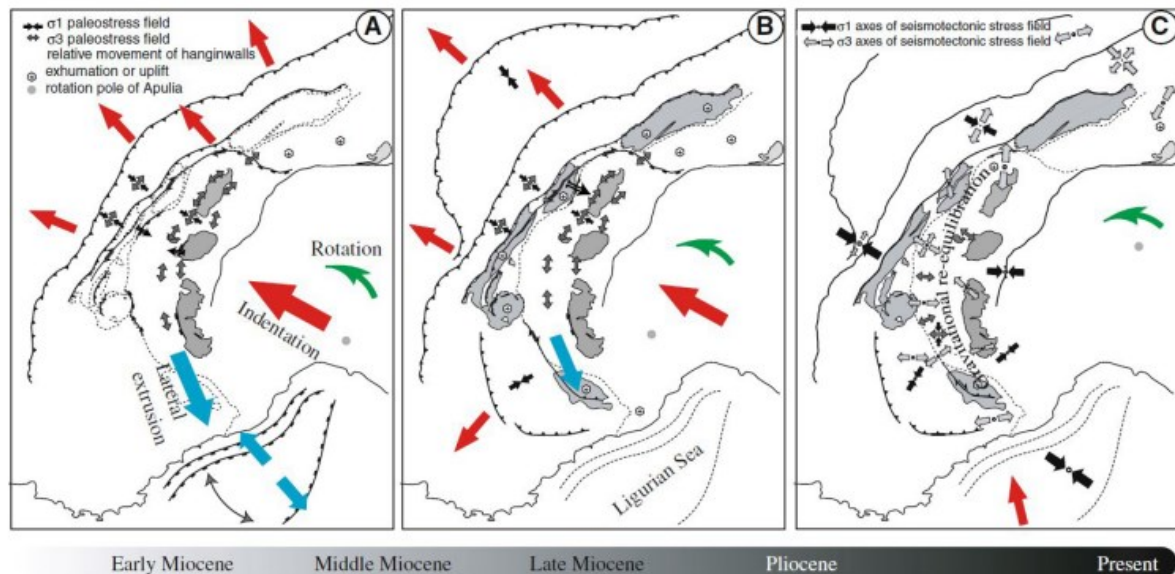 A
σ1 paleostress field
σ3 paleostress field
relative movement of hanginwalls
exhumation or uplift
rotation pole of Apulia
Rotation
Indentation
Lateral
extrusion
B
Ligurian Sea
C
σ1 axes of seismotectonic stress field
σ3 axes of seismotectonic stress field
Gravitational re-equilibration
Early Miocene Middle Miocene Late Miocene Pliocene Present